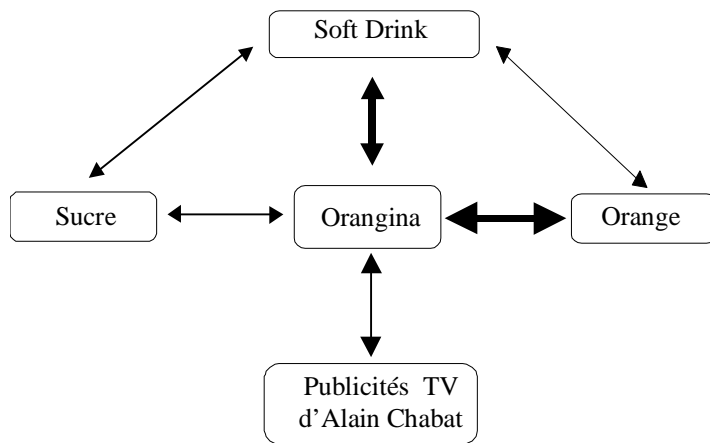 Soft Drink
Sucre
Orangina
Orange
Publicités TV
d'Alain Chabat